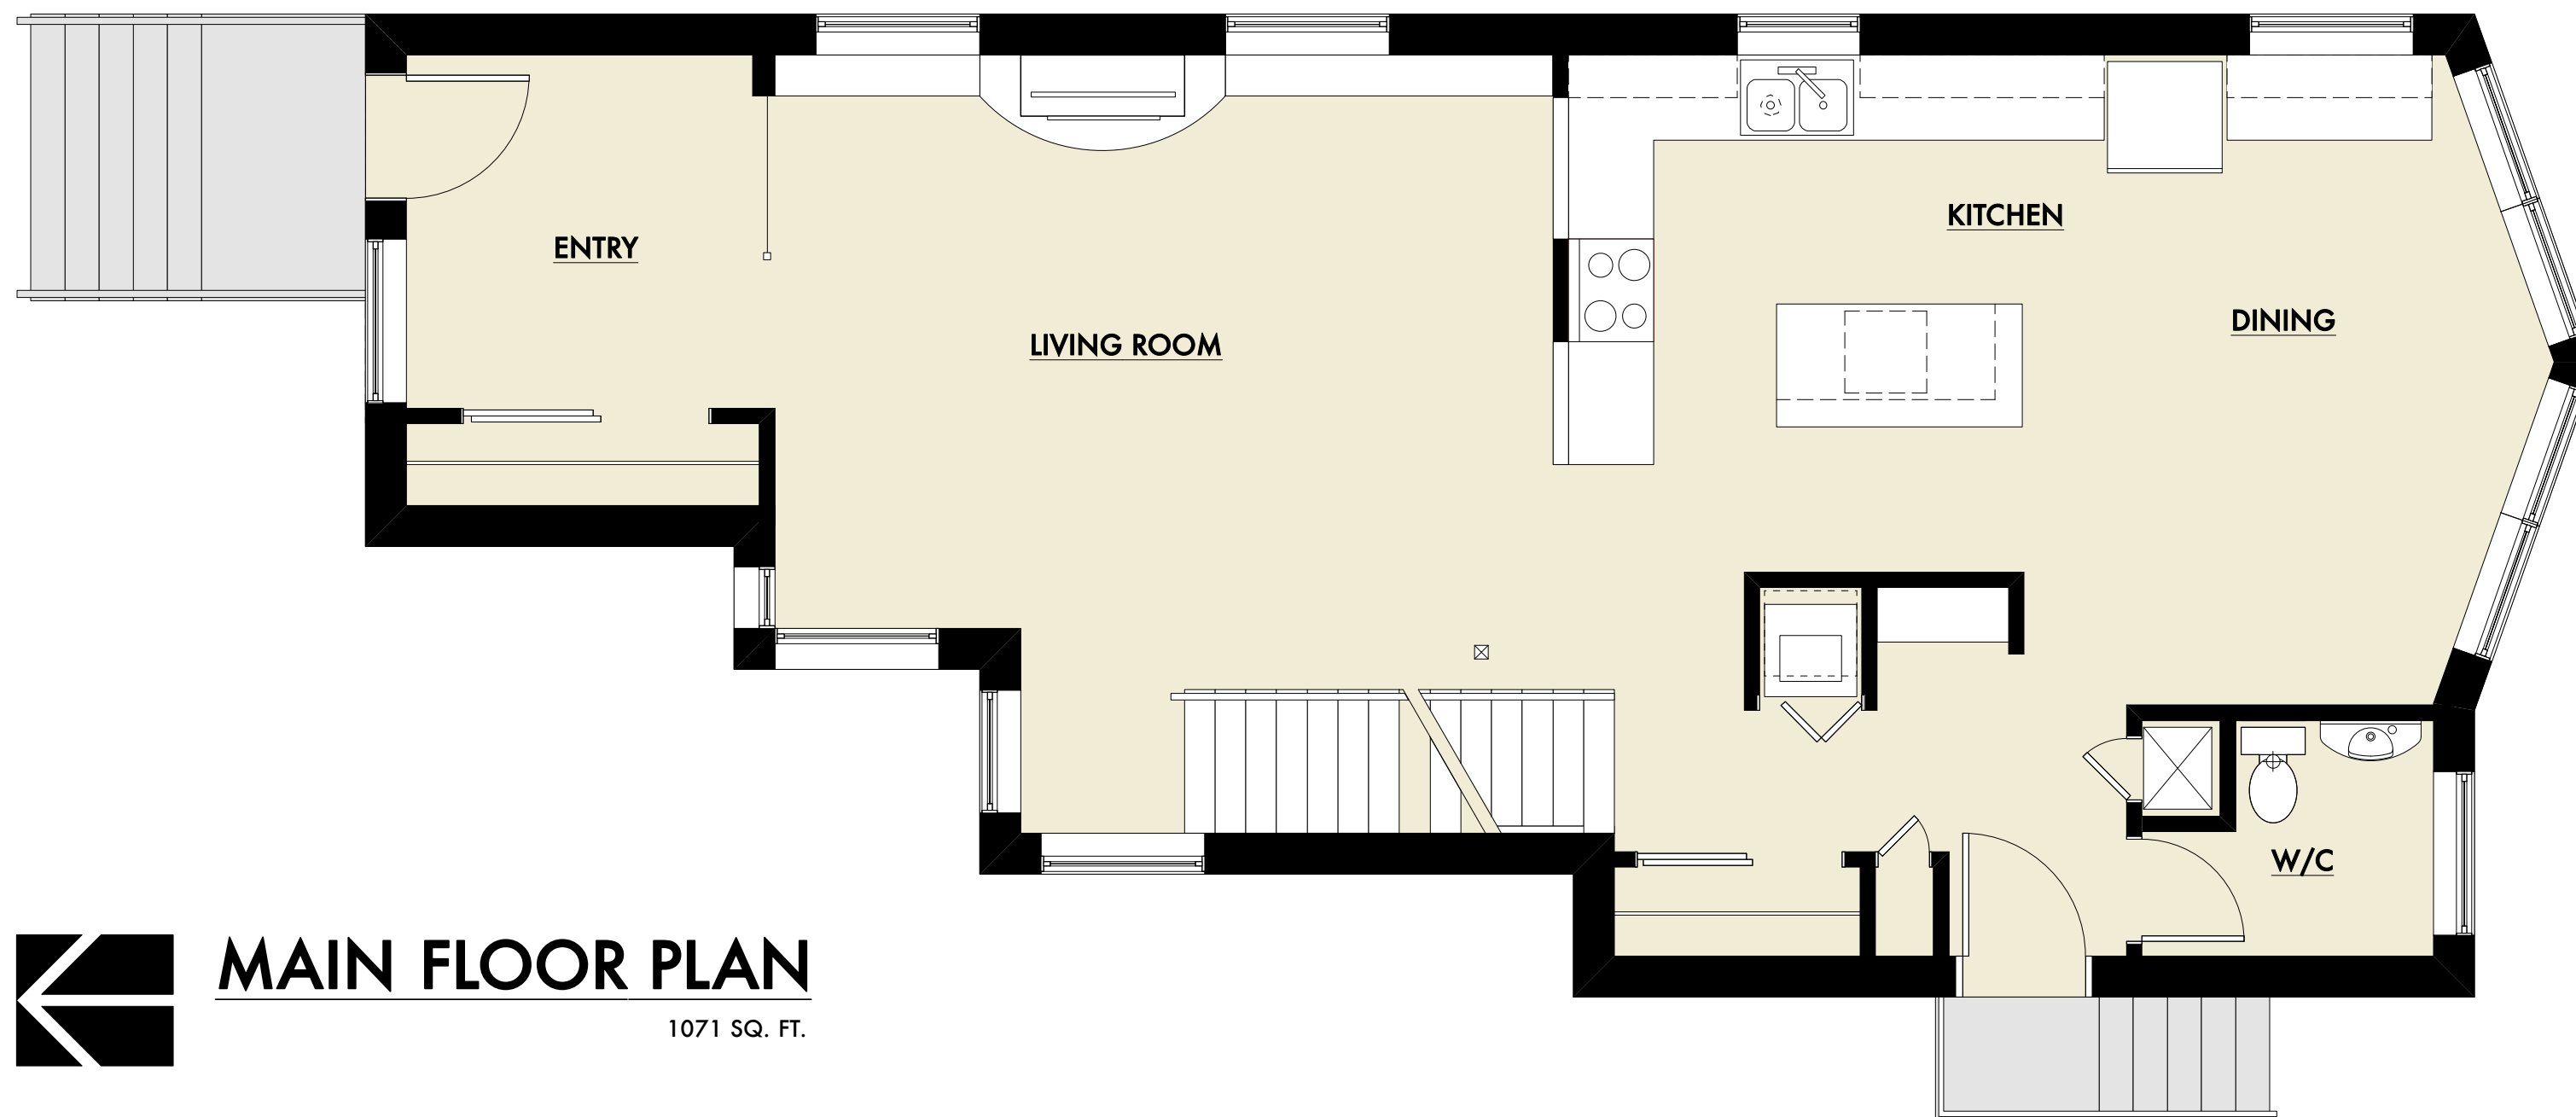 ENTRY
LIVING ROOM
KITCHEN
DINING
W/C
MAIN FLOOR PLAN
1071 SQ. FT.